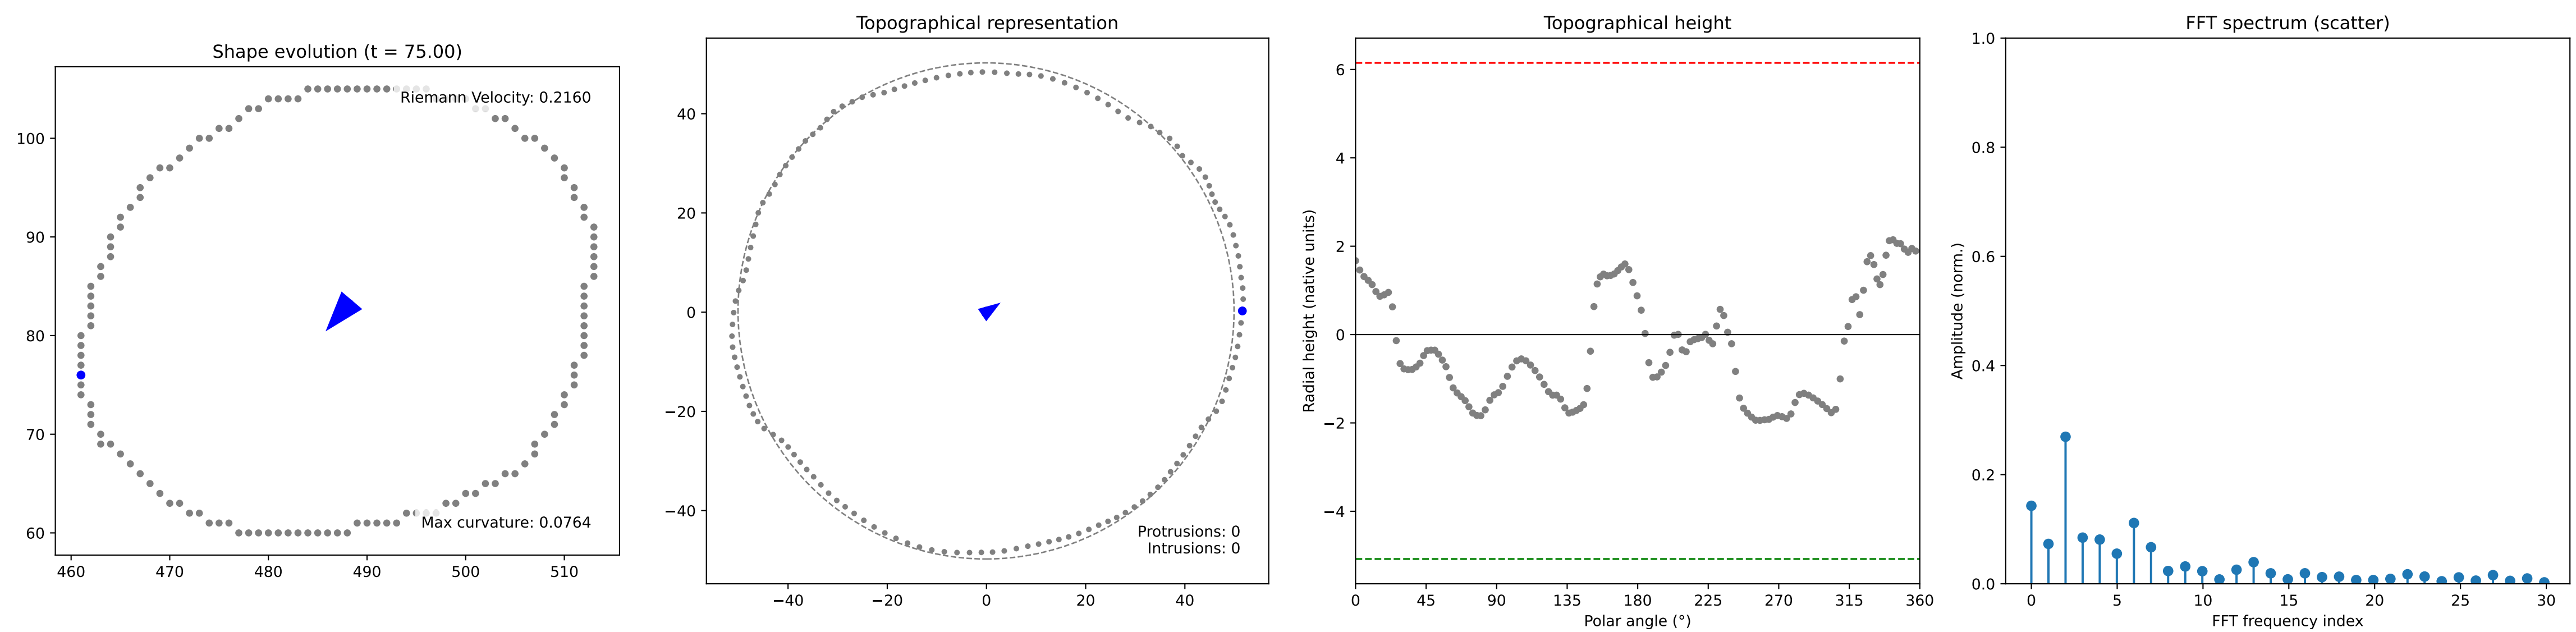 Shape evolution (t = 75.00)
Riemann Velocity: 0.2160
Max curvature: 0.0764
100
90
80
70
60
460 470 480 490 500 510
Topographical representation
40
20
0
−20
−40
−40 −20 0 20 40
Protrusions: 0
Intrusions: 0
Topographical height
Radial height (native units)
6
4
2
0
−2
−4
0 45 90 135 180 225 270 315 360
Polar angle (°)
FFT spectrum (scatter)
Amplitude (norm.)
1.0
0.8
0.6
0.4
0.2
0.0
0 5 10 15 20 25 30
FFT frequency index